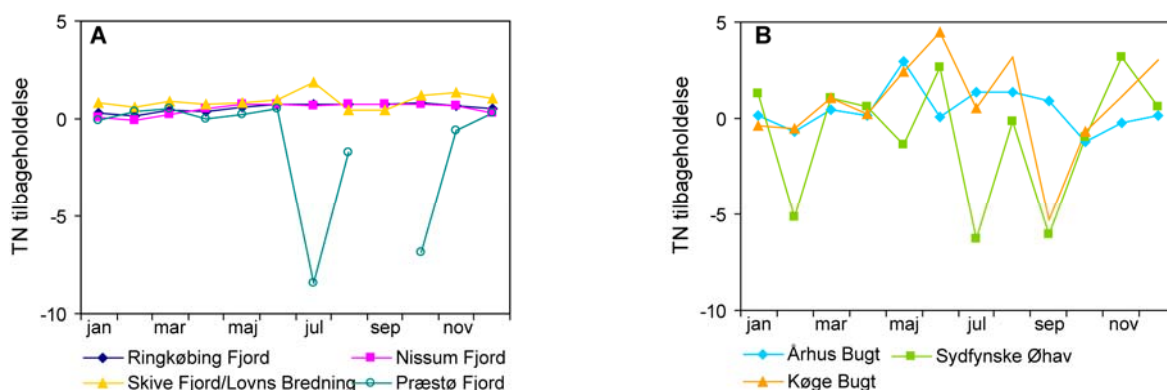 A
TN tilbageholdelse
5
0
-5
-10
jan mar maj jul sep nov
Ringkøbing Fjord
Nissum Fjord
Skive Fjord/Lovns Bredning
Præstø Fjord
B
TN tilbageholdelse
5
0
-5
-10
jan mar maj jul sep nov
Århus Bugt
Sydfynske Øhav
Køge Bugt